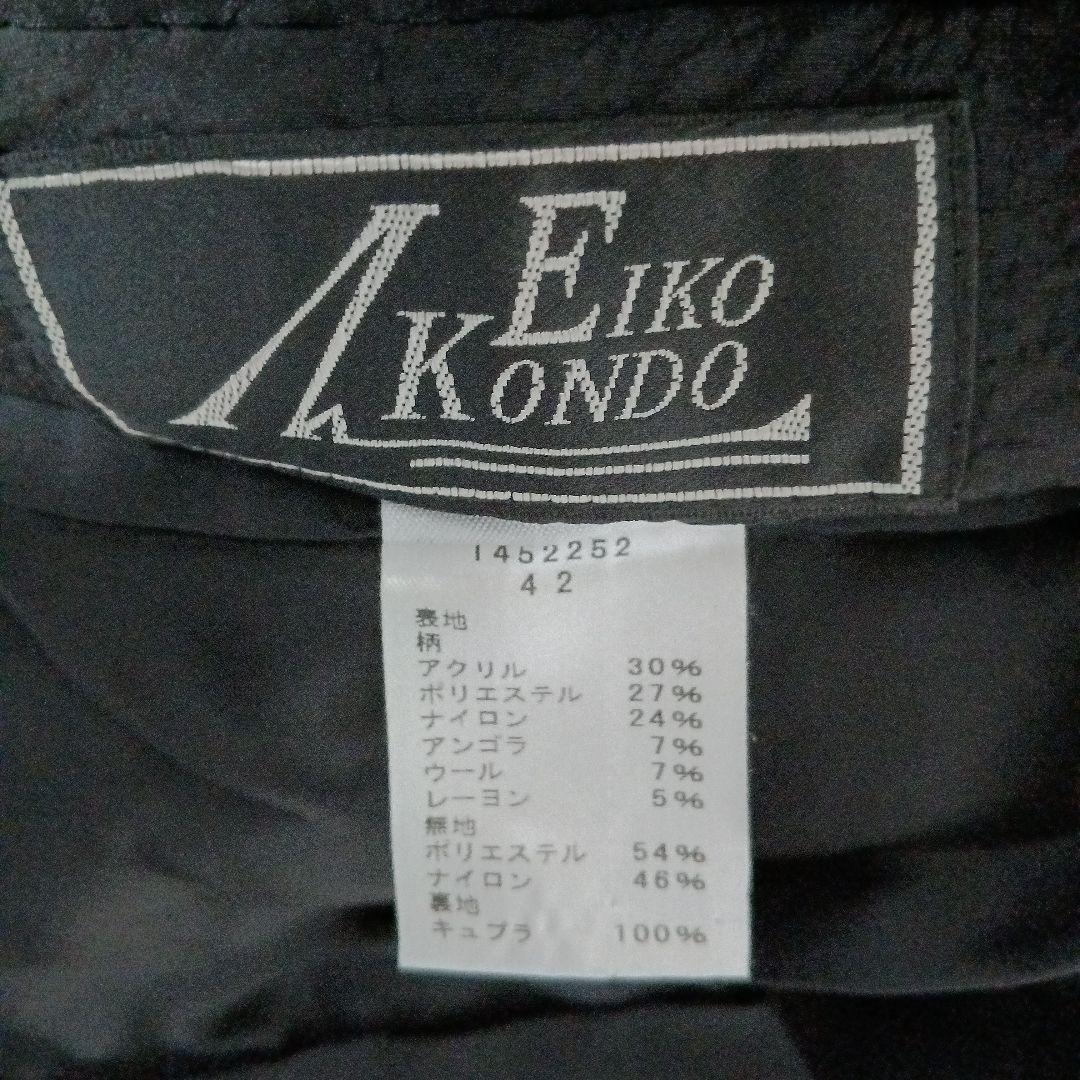 EIKO
KONDO
1452252
42
表地
柄
アクリル 30%
ポリエステル 27%
ナイロン 24%
アンゴラ 7%
ウール 7%
レーヨン 5%
無地
ポリエステル 54%
ナイロン 46%
裏地
キュプラ 100%